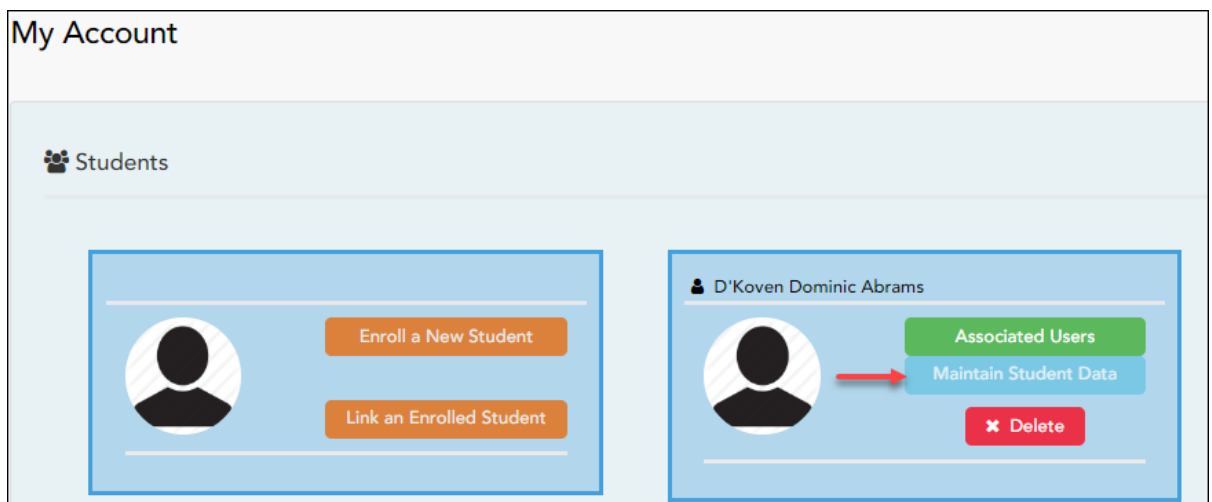 My Account
Students
Enroll a New Student
Link an Enrolled Student
D'Koven Dominic Abrams
Associated Users
Maintain Student Data
Delete